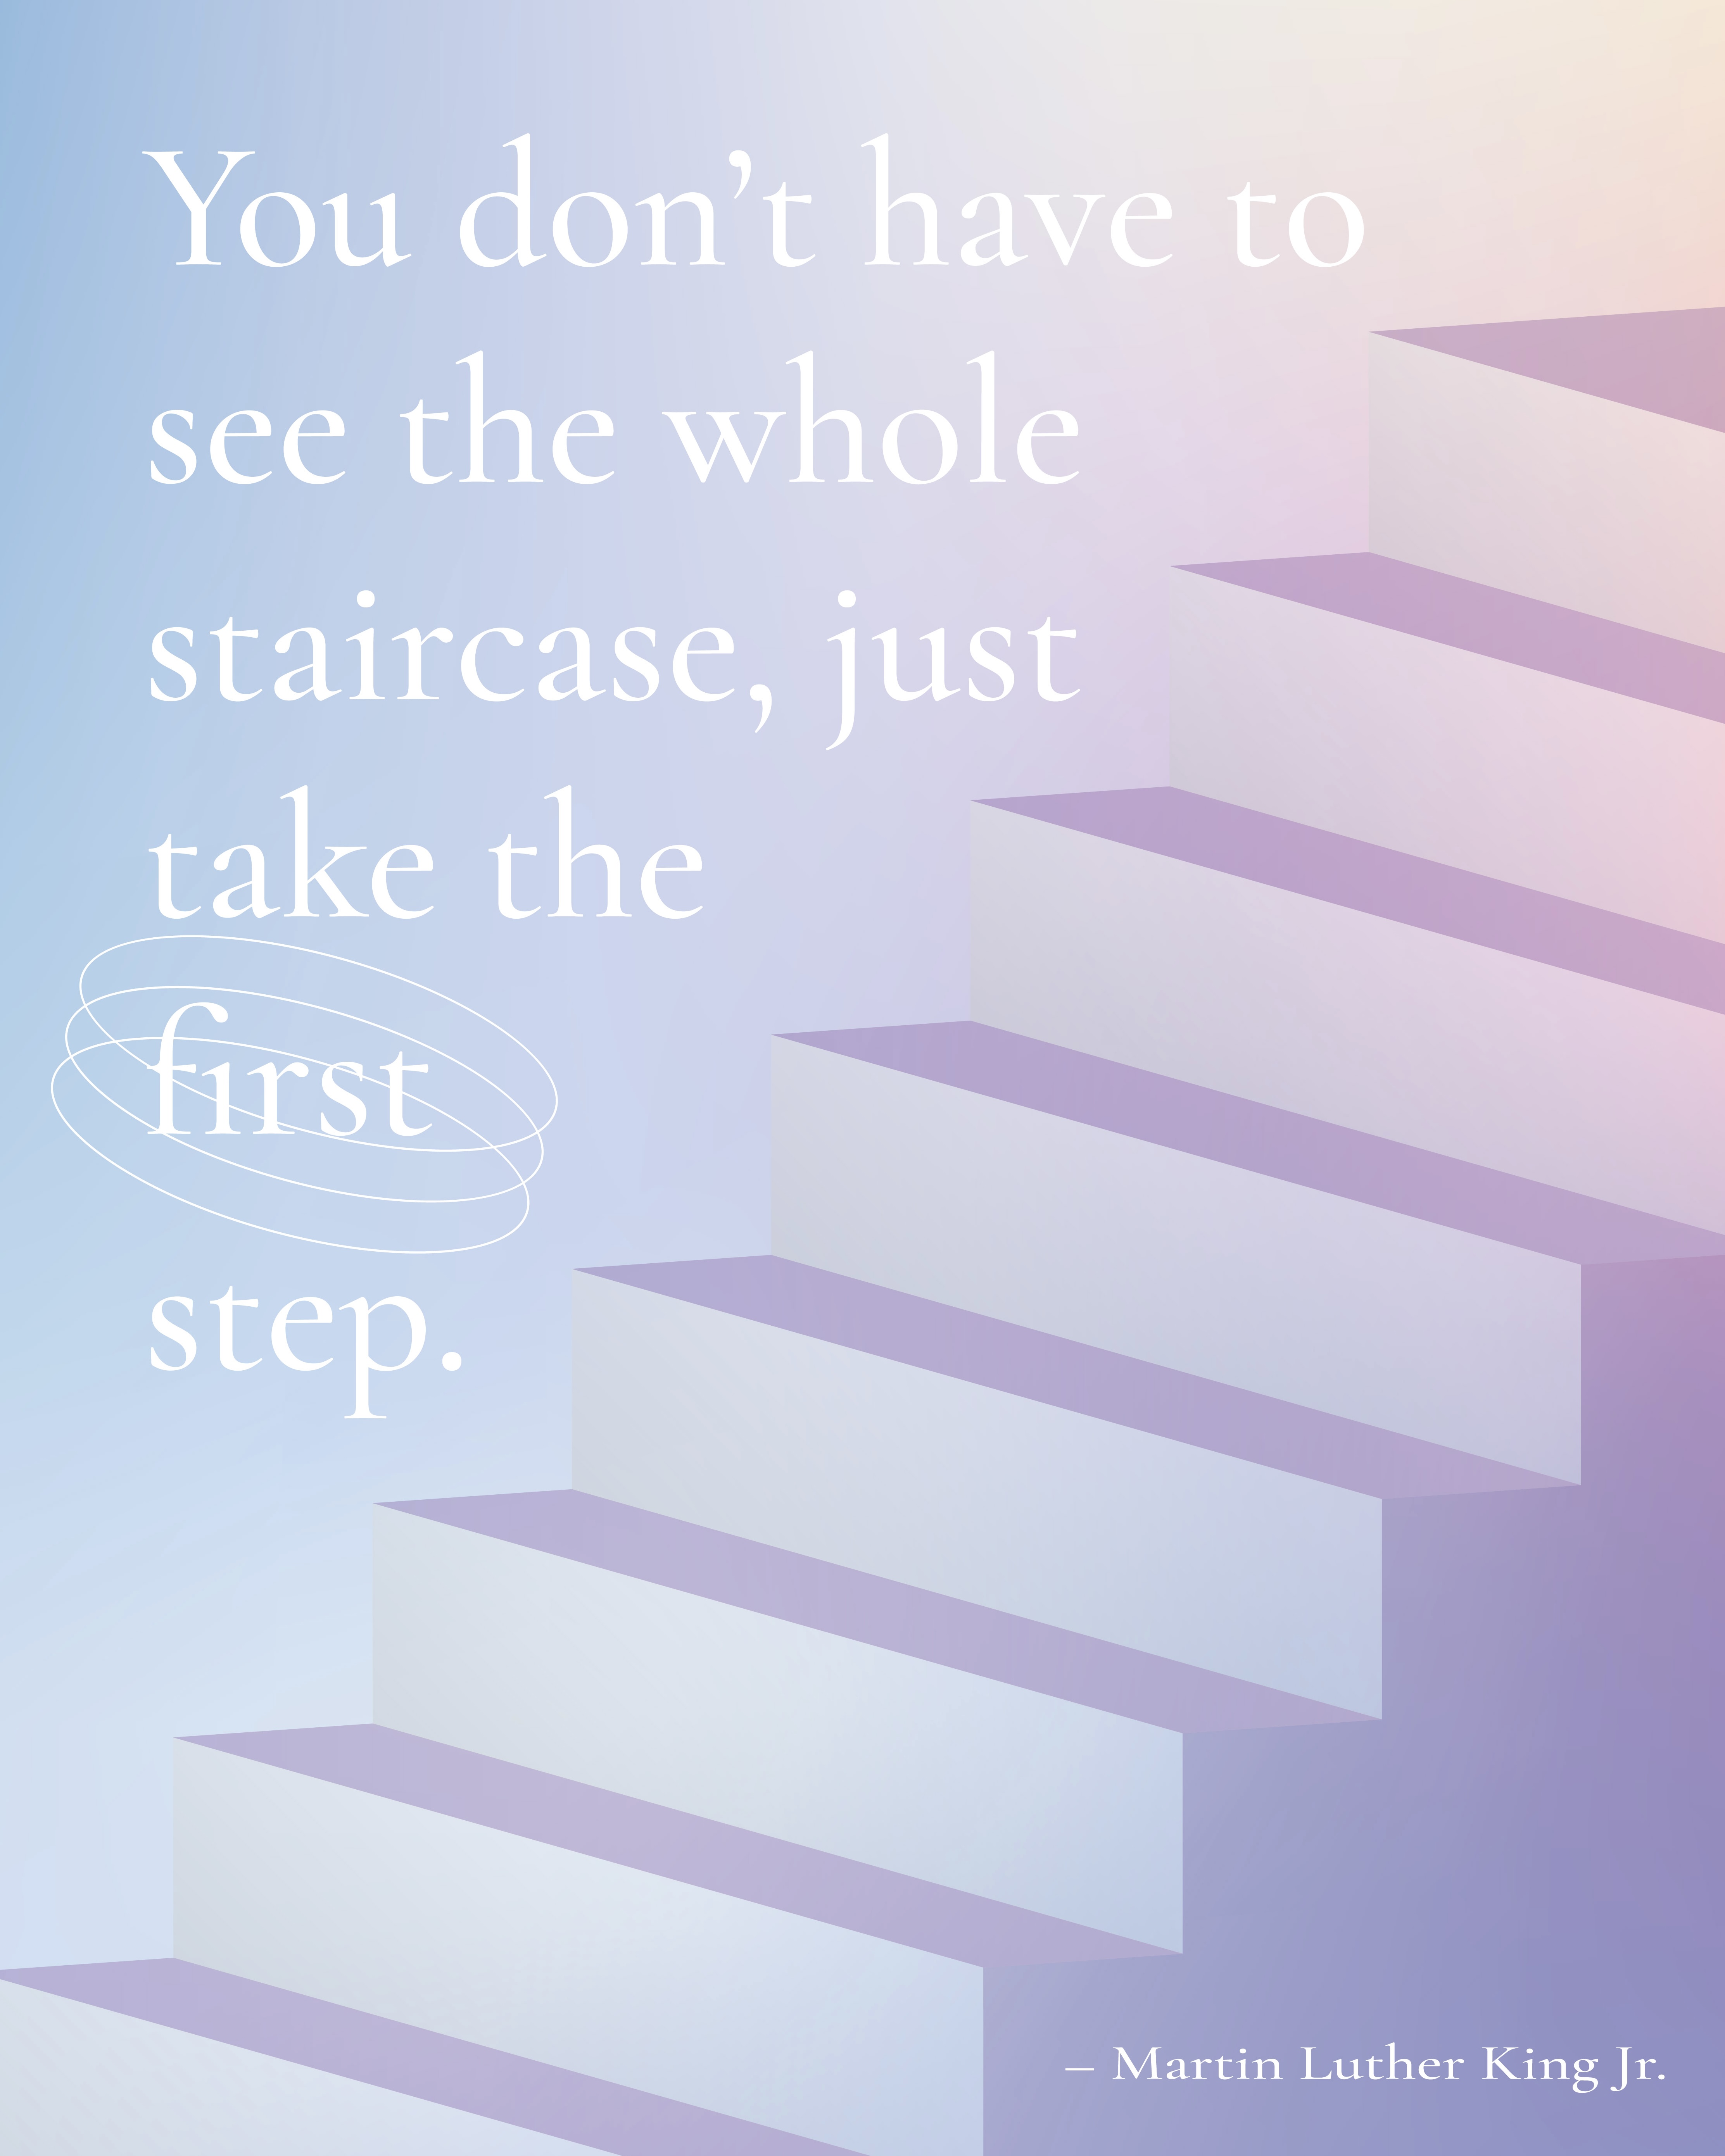 You don’t have to
see the whole
staircase, just
take the
first
step.
– Martin Luther King Jr.